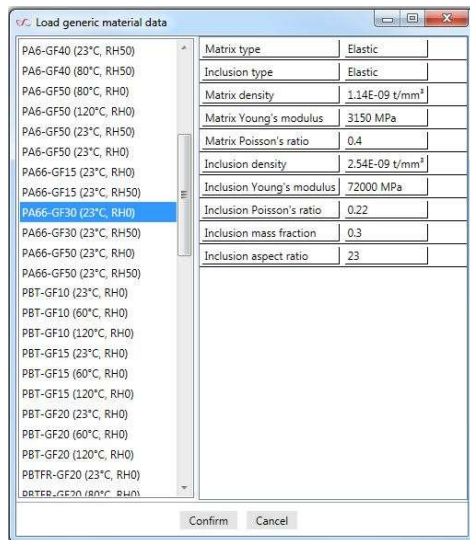 Load generic material data
PA6-GF40 (23°C, RH50)
PA6-GF40 (80°C, RH50)
PA6-GF50 (80°C, RH0)
PA6-GF50 (120°C, RH0)
PA6-GF50 (23°C, RH50)
PA6-GF50 (23°C, RH0)
PA66-GF15 (23°C, RH0)
PA66-GF15 (23°C, RH50)
PA66-GF30 (23°C, RH0)
PA66-GF30 (23°C, RH50)
PA66-GF50 (23°C, RH0)
PA66-GF50 (23°C, RH50)
PBT-GF10 (23°C, RH0)
PBT-GF10 (60°C, RH0)
PBT-GF10 (120°C, RH0)
PBT-GF15 (23°C, RH0)
PBT-GF15 (60°C, RH0)
PBT-GF15 (120°C, RH0)
PBT-GF20 (23°C, RH0)
PBT-GF20 (60°C, RH0)
PBT-GF20 (120°C, RH0)
PBTFR-GF20 (23°C, RH0)
PBTFR-GF20 (80°C, RH0)
Matrix type Elastic
Inclusion type Elastic
Matrix density 1.14E-09 t/mm³
Matrix Young's modulus 3150 MPa
Matrix Poisson's ratio 0.4
Inclusion density 2.54E-09 t/mm³
Inclusion Young's modulus 72000 MPa
Inclusion Poisson's ratio 0.22
Inclusion mass fraction 0.3
Inclusion aspect ratio 23
Confirm Cancel